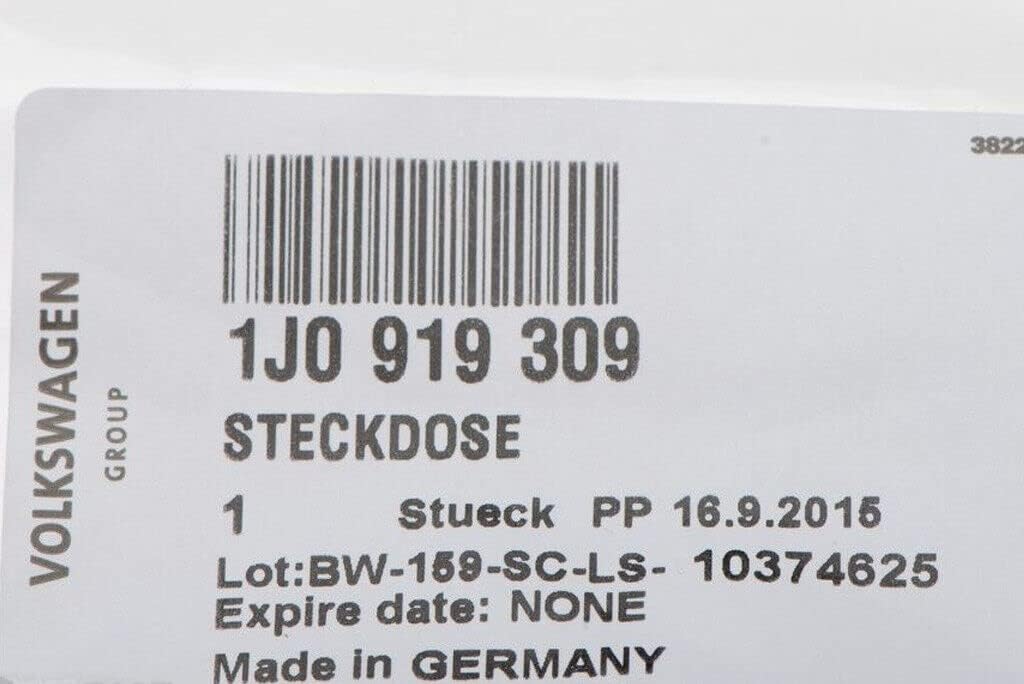 3822
1J0 919 309
STECKDOSE
1 Stueck PP 16.9.2015
Lot:BW-159-SC-LS- 10374625
Expire date: NONE
Made in GERMANY
VOLKSWAGEN
GROUP